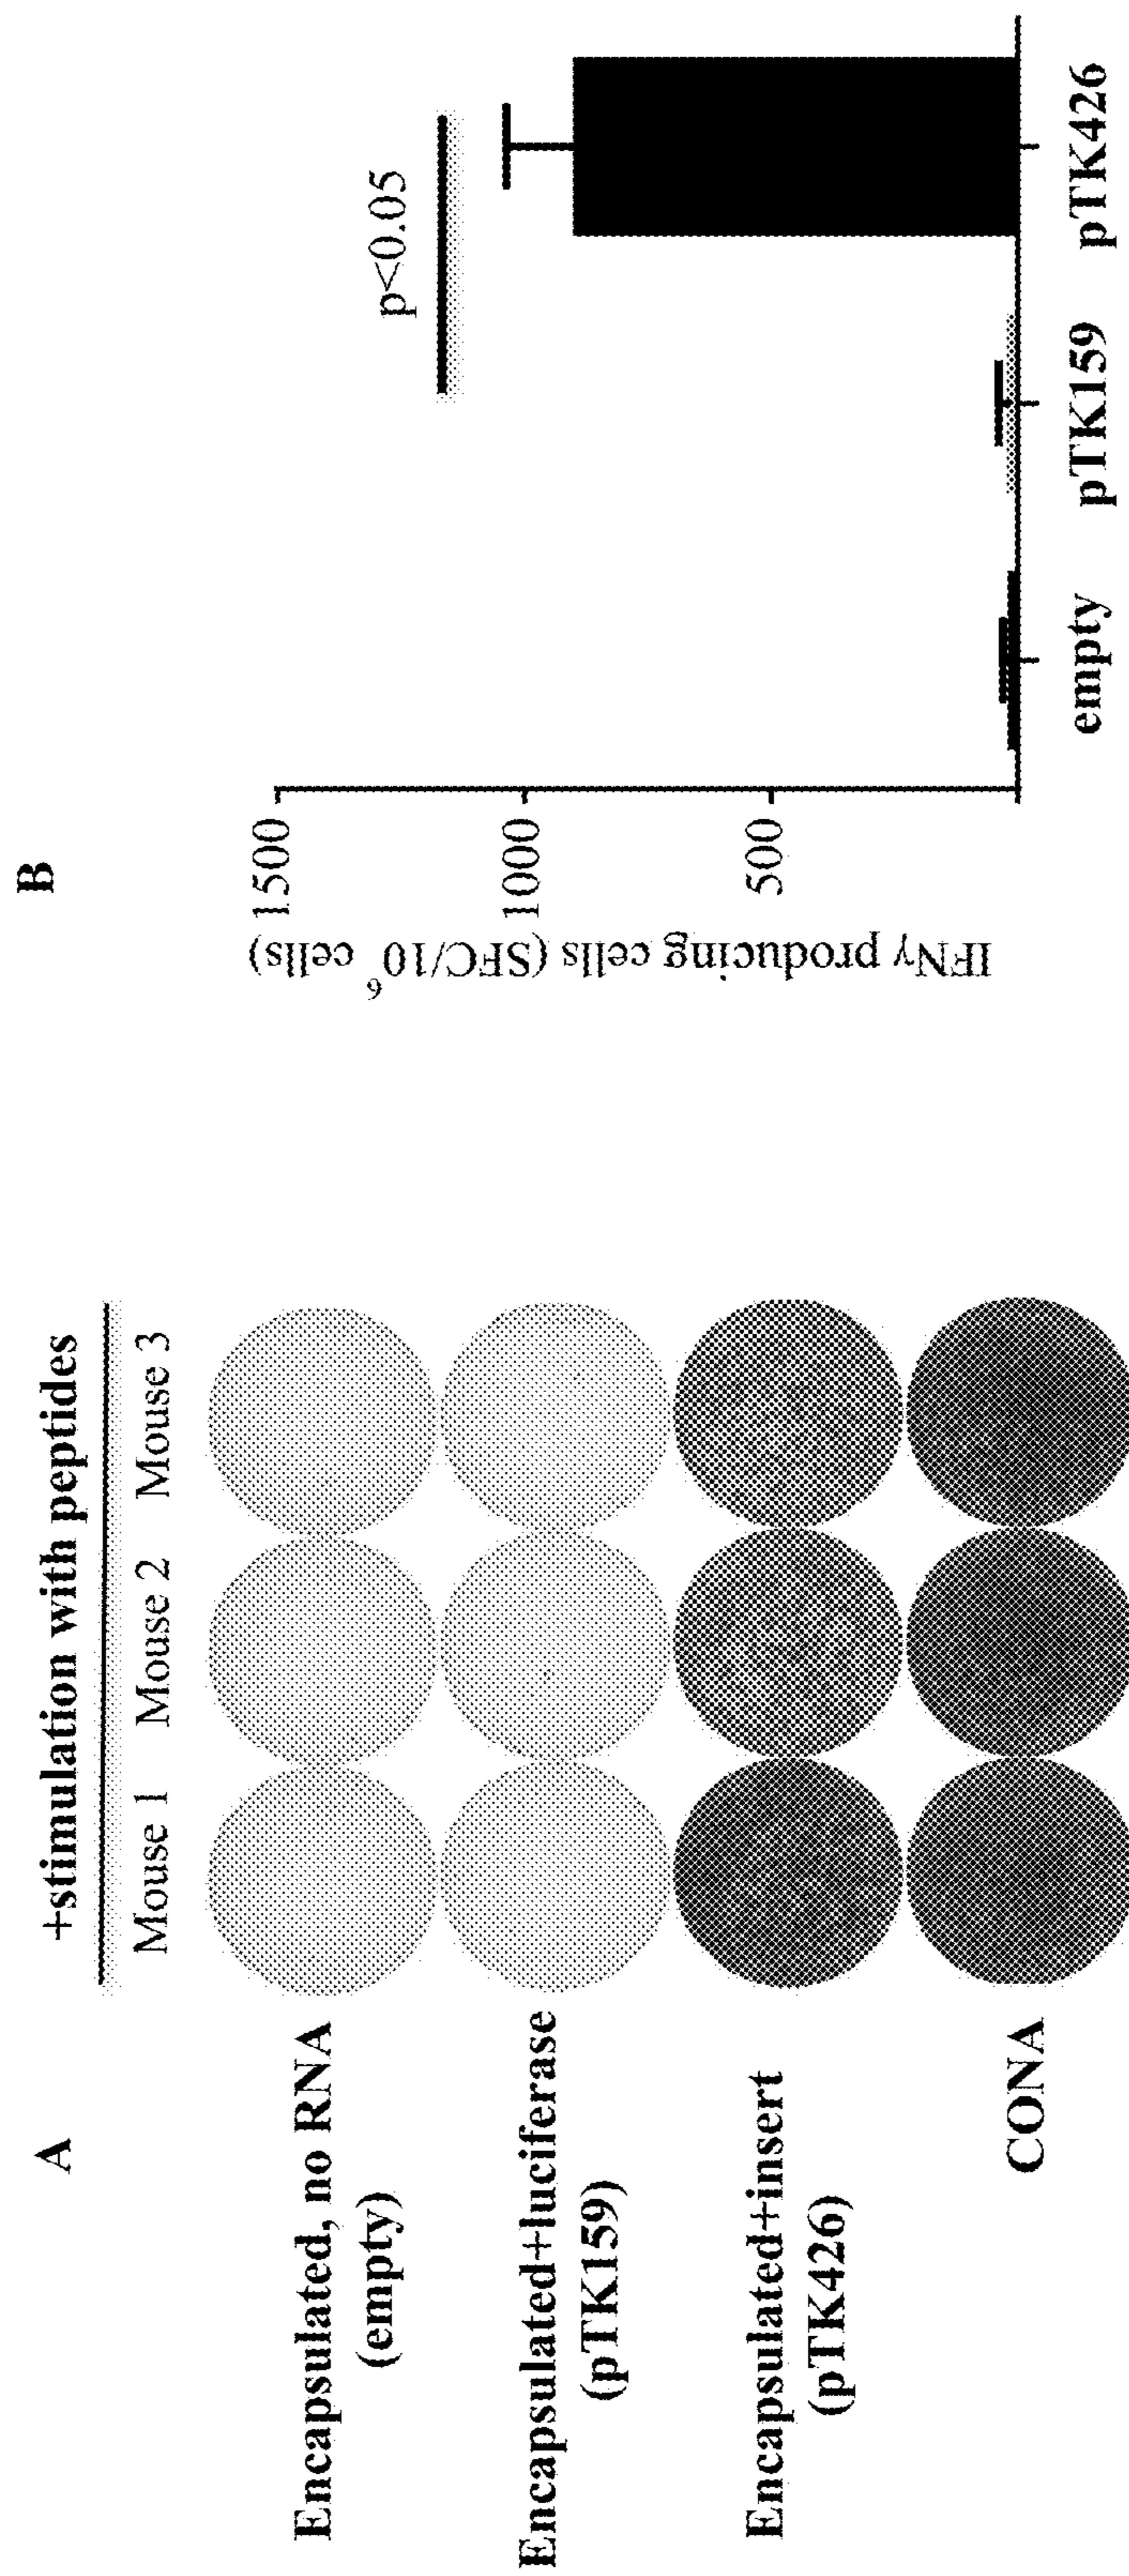 A
+stimulation with peptides
Mouse 1 Mouse 2 Mouse 3
Encapsulated, no RNA
(empty)
Encapsulated+luciferase
(pTK159)
Encapsulated+insert
(pTK426)
CONA
B
IFNγ producing cells (SFC/10⁶ cells)
1500
1000
500
p<0.05
empty pTK159 pTK426